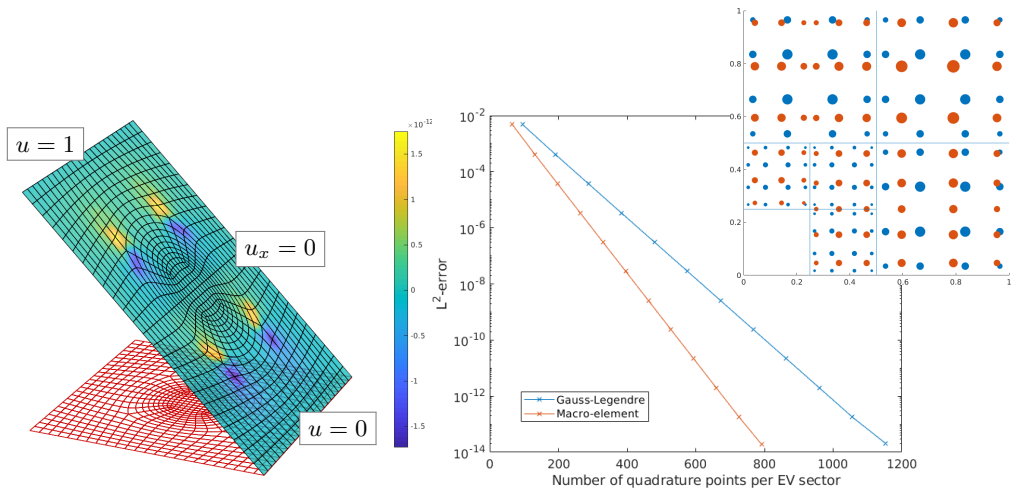 u = 1
u_x = 0
u = 0
×10^-12
1.5
1
0.5
0
-0.5
-1
-1.5
L^2-error
10^-2
10^-4
10^-6
10^-8
10^-10
10^-12
10^-14
0 200 400 600 800 1000 1200
Number of quadrature points per EV sector
Gauss-Legendre
Macro-element
1
0.8
0.6
0.4
0.2
0
0 0.2 0.4 0.6 0.8 1